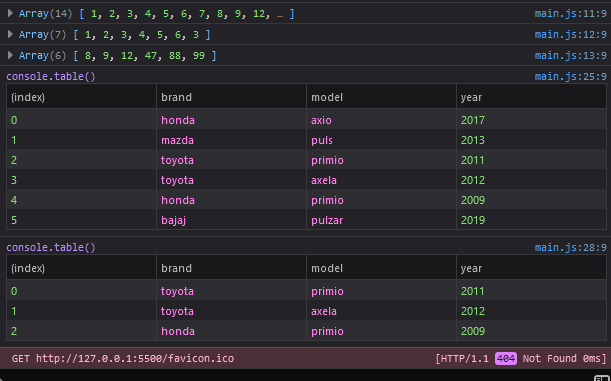 Array(14) [ 1, 2, 3, 4, 5, 6, 7, 8, 9, 12, … ] main.js:11:9
Array(7) [ 1, 2, 3, 4, 5, 6, 3 ] main.js:12:9
Array(6) [ 8, 9, 12, 47, 88, 99 ] main.js:13:9
console.table() main.js:25:9
(index) brand model year
0 honda axio 2017
1 mazda puls 2013
2 toyota primio 2011
3 toyota axela 2012
4 honda primio 2009
5 bajaj pulzar 2019
console.table() main.js:28:9
(index) brand model year
0 toyota primio 2011
1 toyota axela 2012
2 honda primio 2009
GET http://127.0.0.1:5500/favicon.ico [HTTP/1.1 404 Not Found 0ms]